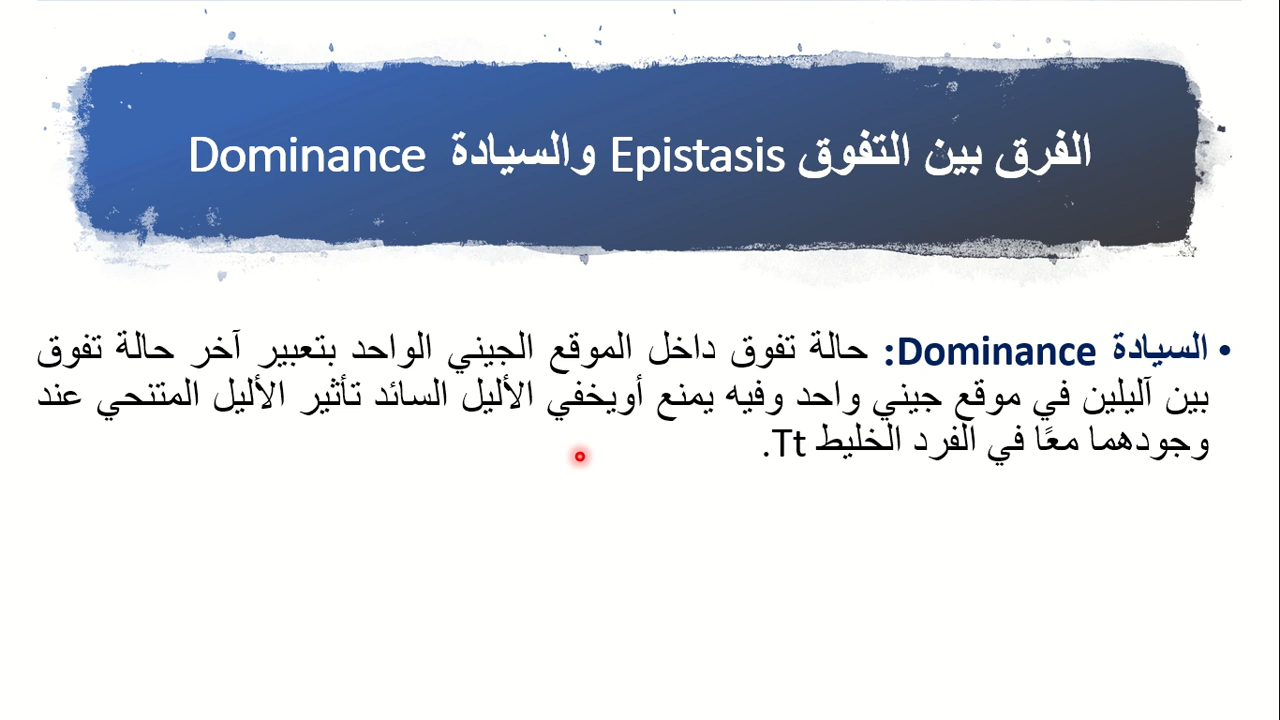 الفرق بين التفوق Epistasis والسيادة Dominance
• السيادة Dominance: حالة تفوق داخل الموقع الجيني الواحد بتعبير آخر حالة تفوق
بين آليلين في موقع جيني واحد وفيه يمنع أويخفي الأليل السائد تأثير الأليل المتنحي عند
وجودهما معًا في الفرد الخليط Tt.